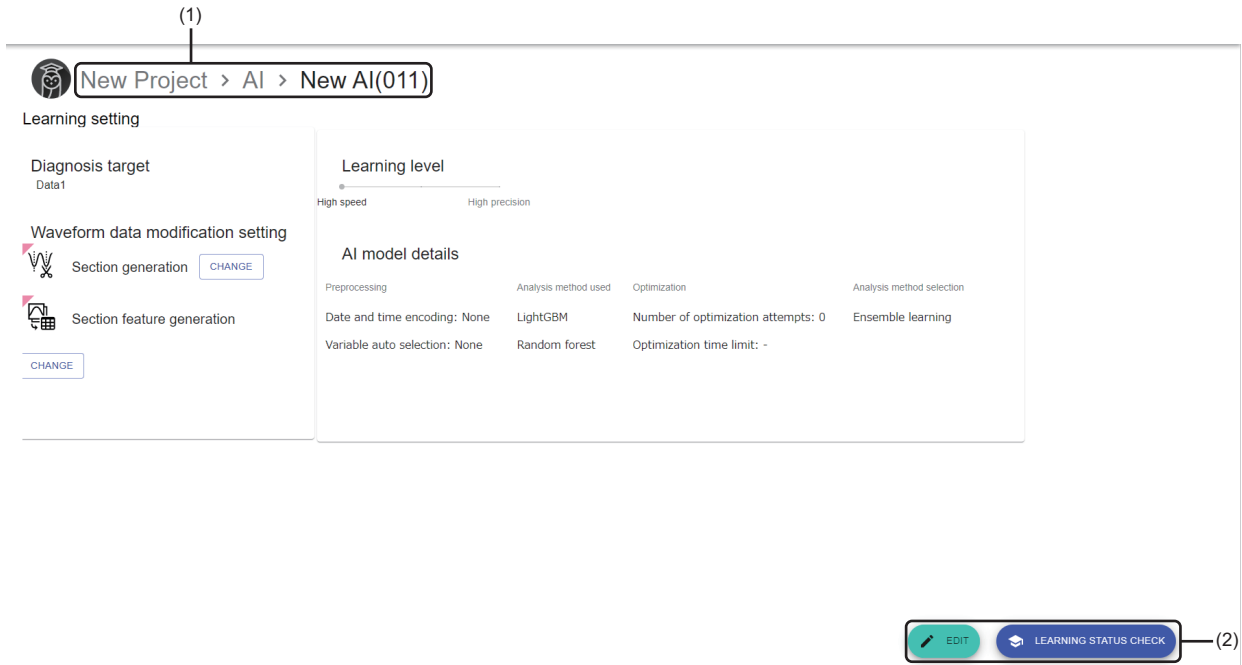 (1)
New Project > AI > New AI(011)
Learning setting
Diagnosis target
Data1
Waveform data modification setting
Section generation CHANGE
Section feature generation
CHANGE
Learning level
High speed High precision
AI model details
Preprocessing Analysis method used Optimization Analysis method selection
Date and time encoding: None LightGBM Number of optimization attempts: 0 Ensemble learning
Variable auto selection: None Random forest Optimization time limit: -
EDIT LEARNING STATUS CHECK (2)